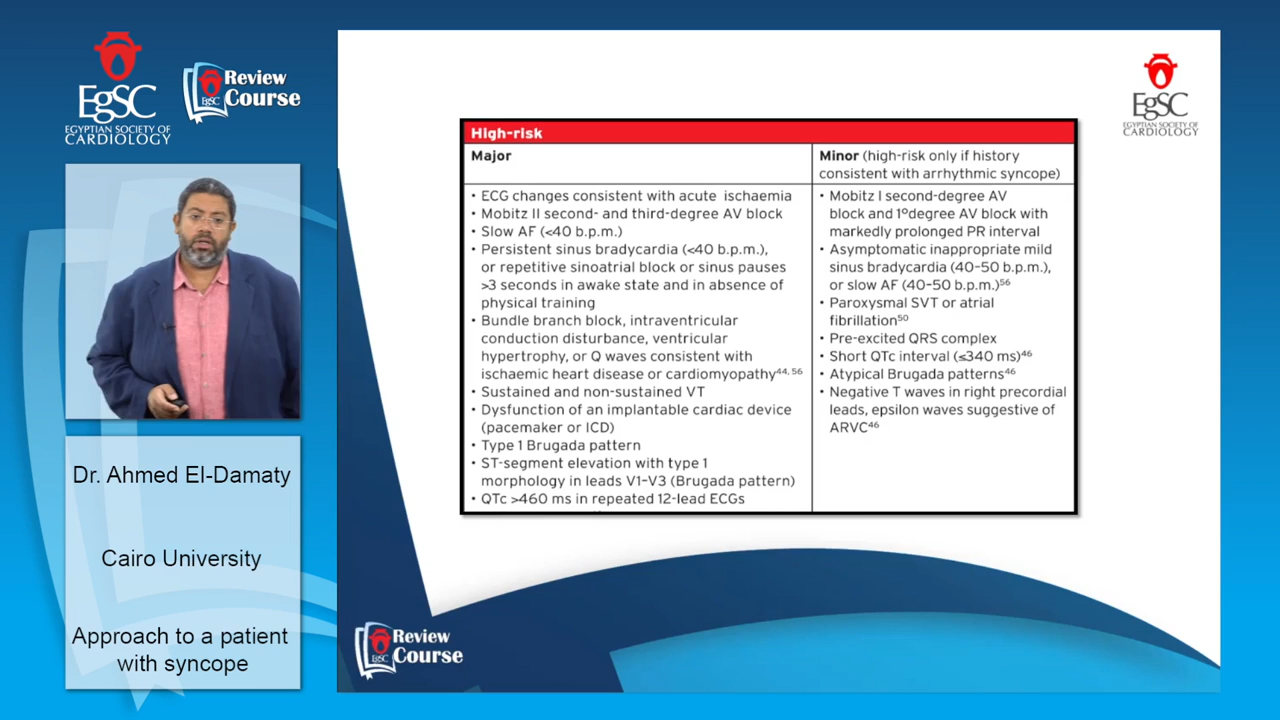 EgSC
EGYPTIAN SOCIETY OF
CARDIOLOGY
EgSC
Review
Course
Dr. Ahmed El-Damaty
Cairo University
Approach to a patient
with syncope
EgSC
EGYPTIAN SOCIETY OF
CARDIOLOGY
High-risk
Major
• ECG changes consistent with acute ischaemia
• Mobitz II second- and third-degree AV block
• Slow AF (<40 b.p.m.)
• Persistent sinus bradycardia (<40 b.p.m.),
or repetitive sinoatrial block or sinus pauses
>3 seconds in awake state and in absence of
physical training
• Bundle branch block, intraventricular
conduction disturbance, ventricular
hypertrophy, or Q waves consistent with
ischaemic heart disease or cardiomyopathy44,56
• Sustained and non-sustained VT
• Dysfunction of an implantable cardiac device
(pacemaker or ICD)
• Type 1 Brugada pattern
• ST-segment elevation with type 1
morphology in leads V1–V3 (Brugada pattern)
• QTc >460 ms in repeated 12-lead ECGs
Minor (high-risk only if history
consistent with arrhythmic syncope)
• Mobitz I second-degree AV
block and 1ºdegree AV block with
markedly prolonged PR interval
• Asymptomatic inappropriate mild
sinus bradycardia (40–50 b.p.m.),
or slow AF (40–50 b.p.m.)56
• Paroxysmal SVT or atrial
fibrillation50
• Pre-excited QRS complex
• Short QTc interval (≤340 ms)46
• Atypical Brugada patterns46
• Negative T waves in right precordial
leads, epsilon waves suggestive of
ARVC46
EgSC
Review
Course